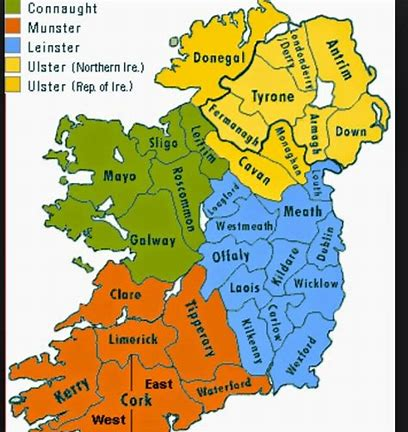 Connaught
Munster
Leinster
Ulster (Northern Ire.)
Ulster (Rep. of Ire.)
Donegal
Londonderry
/Derry
Antrim
Tyrone
Fermanagh
Armagh
Down
Monaghan
Cavan
Sligo
Leitrim
Mayo
Roscommon
Galway
Longford
Louth
Meath
Westmeath
Dublin
Offaly
Kildare
Laois
Wicklow
Carlow
Kilkenny
Wexford
Clare
Tipperary
Limerick
Kerry
East
Waterford
Cork
West